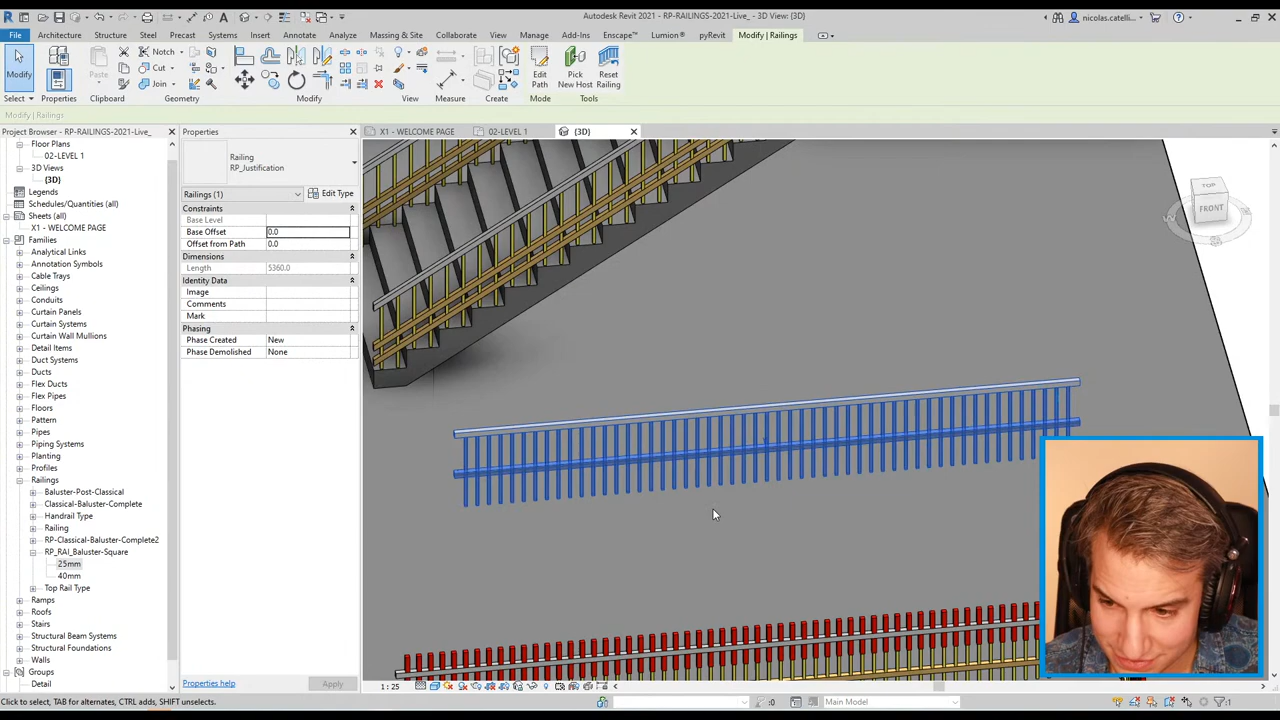 Autodesk Revit 2021 - RP-RAILINGS-2021-Live_ - 3D View: {3D}
nicolas.catelli...
File Architecture Structure Steel Precast Systems Insert Annotate Analyze Massing & Site Collaborate View Manage Add-Ins Enscape™ Lumion® pyRevit Modify | Railings
Modify
Paste
Notch
Cut
Join
Edit
Path
Pick
New Host
Reset
Railing
Select Properties Clipboard Geometry Modify View Measure Create Mode Tools
Modify | Railings
Project Browser - RP-RAILINGS-2021-Live_
Floor Plans
02-LEVEL 1
3D Views
{3D}
Legends
Schedules/Quantities (all)
Sheets (all)
X1 - WELCOME PAGE
Families
Analytical Links
Annotation Symbols
Cable Trays
Ceilings
Conduits
Curtain Panels
Curtain Systems
Curtain Wall Mullions
Detail Items
Duct Systems
Ducts
Flex Ducts
Flex Pipes
Floors
Pattern
Pipes
Piping Systems
Planting
Profiles
Railings
Baluster-Post-Classical
Classical-Baluster-Complete
Handrail Type
Railing
RP-Classical-Baluster-Complete2
RP_RAI_Baluster-Square
25mm
40mm
Top Rail Type
Ramps
Roofs
Stairs
Structural Beam Systems
Structural Foundations
Walls
Groups
Detail
Properties
Railing
RP_Justification
Railings (1) Edit Type
Constraints
Base Level
Base Offset 0.0
Offset from Path 0.0
Dimensions
Length 5360.0
Identity Data
Image
Comments
Mark
Phasing
Phase Created New
Phase Demolished None
Properties help Apply
X1 - WELCOME PAGE 02-LEVEL 1 {3D}
TOP
FRONT
1 : 25
Click to select, TAB for alternates, CTRL adds, SHIFT unselects.
:0 Main Model :1